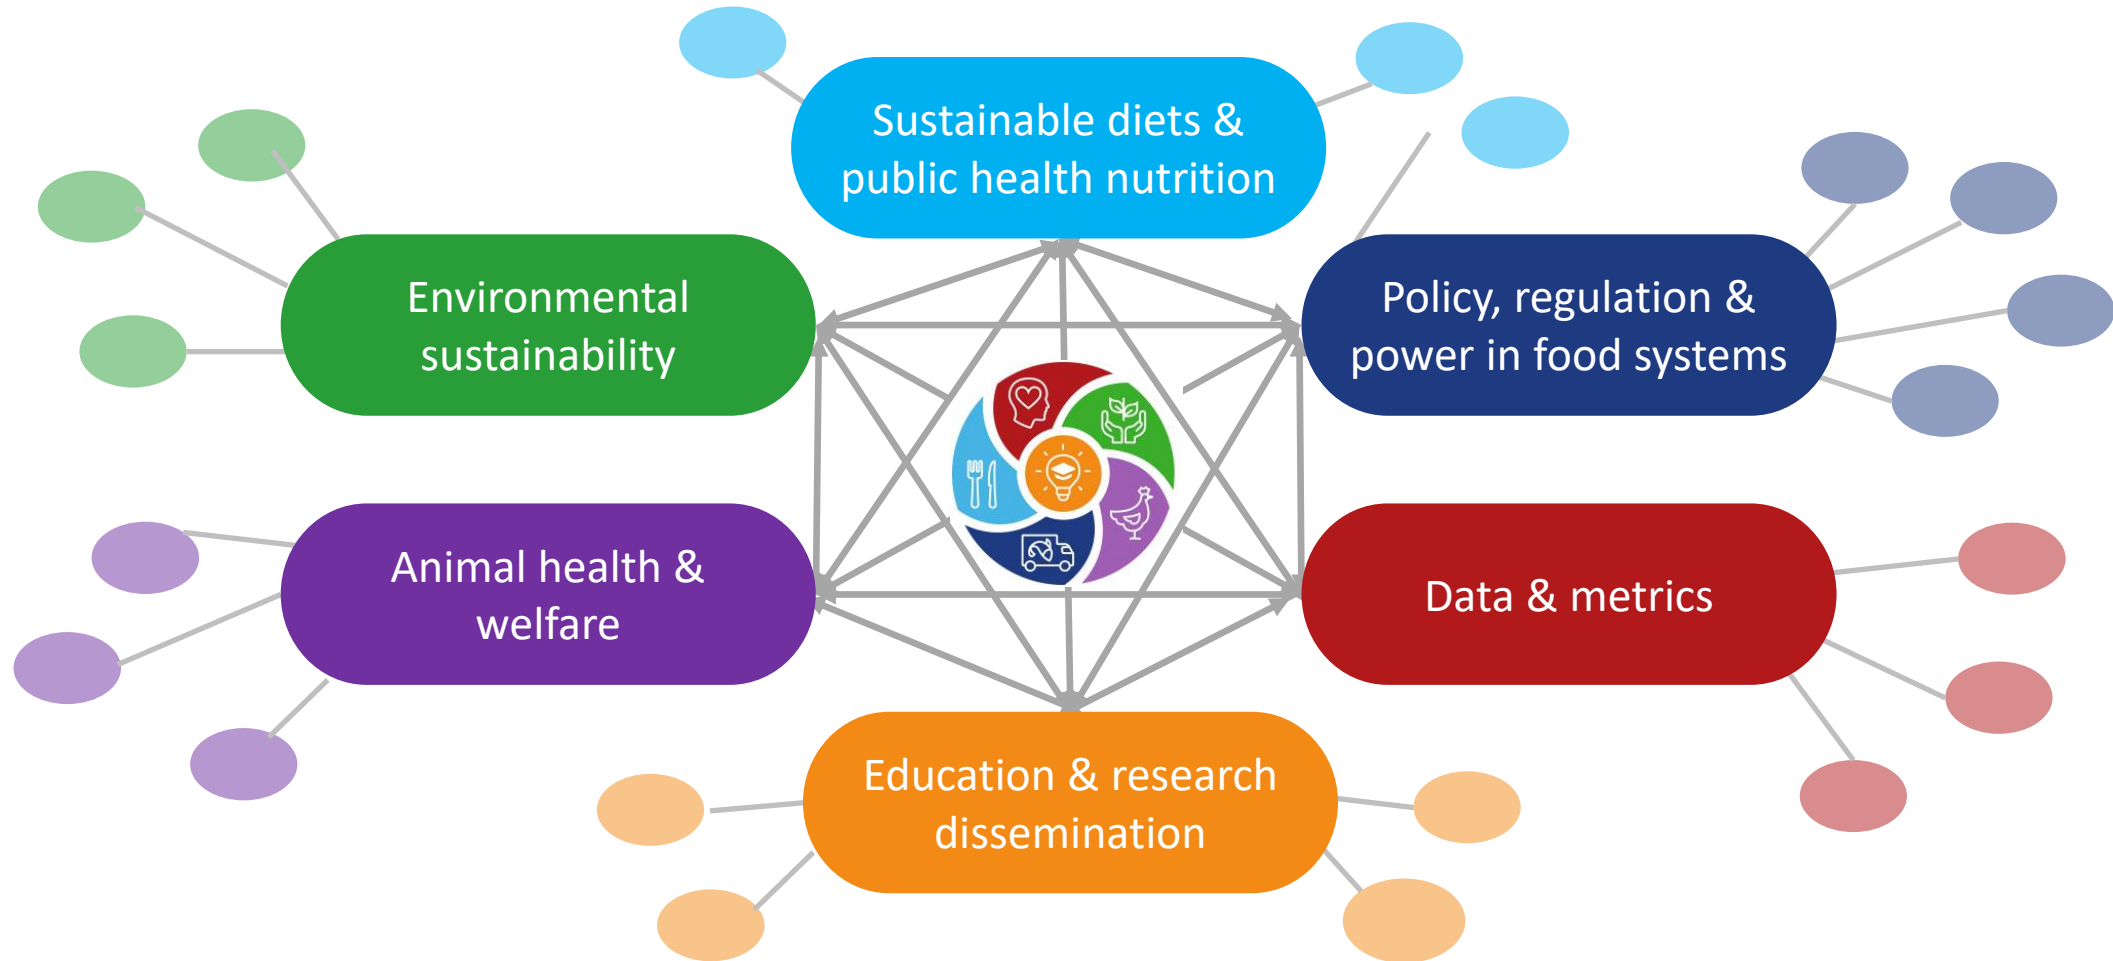 Sustainable diets &
public health nutrition
Environmental
sustainability
Policy, regulation &
power in food systems
Animal health &
welfare
Data & metrics
Education & research
dissemination